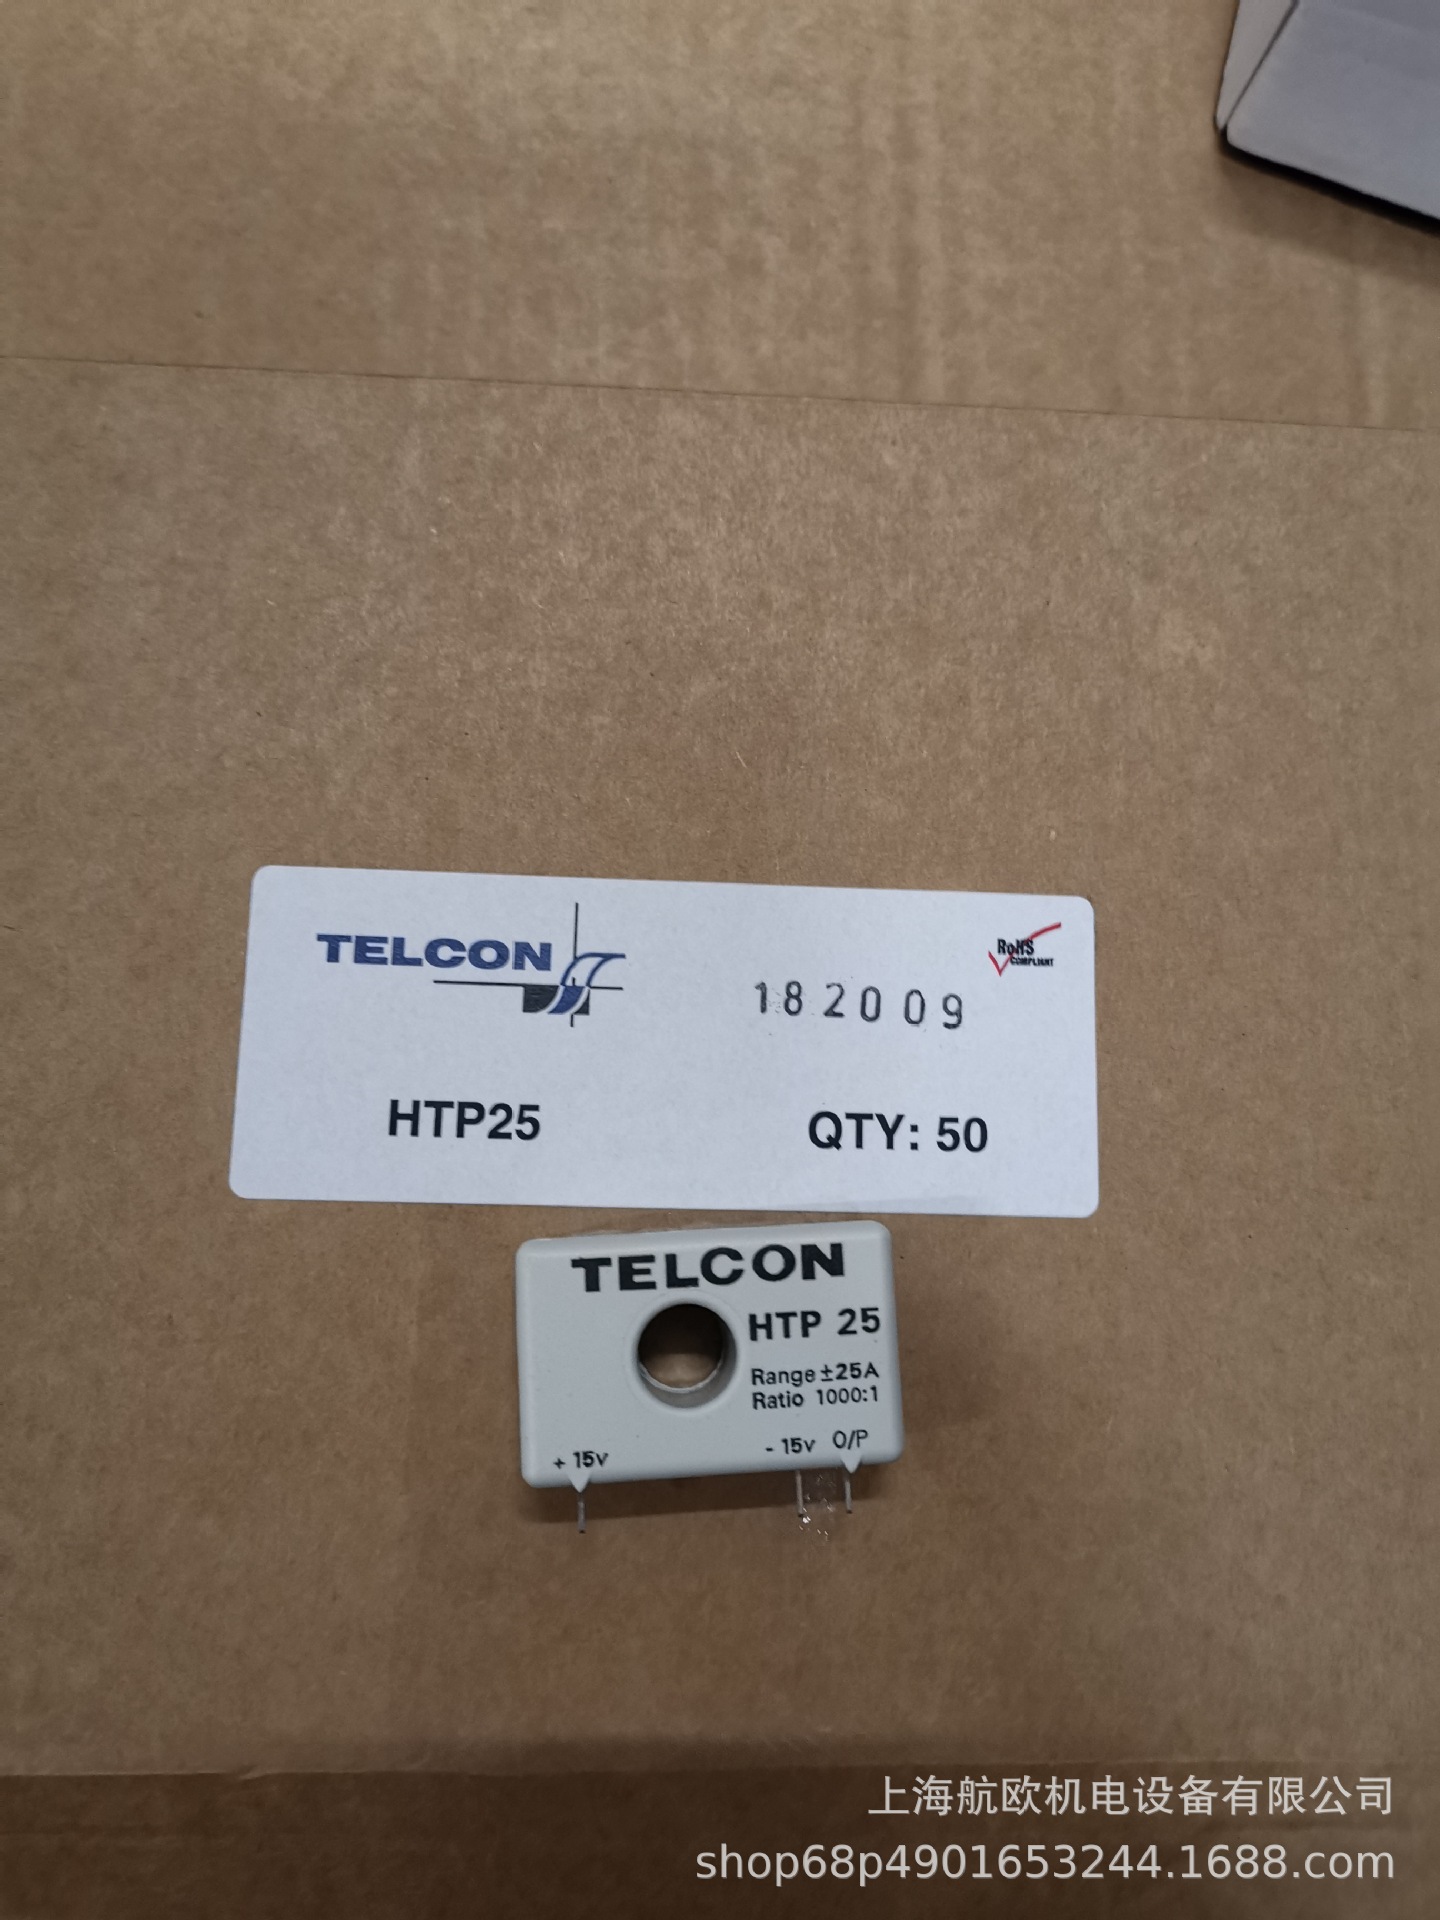 TELCON
RoHS
COMPLIANT
182009
HTP25
QTY: 50
TELCON
HTP 25
Range ±25A
Ratio 1000:1
+ 15v
- 15v O/P
上海航欧机电设备有限公司
shop68p4901653244.1688.com